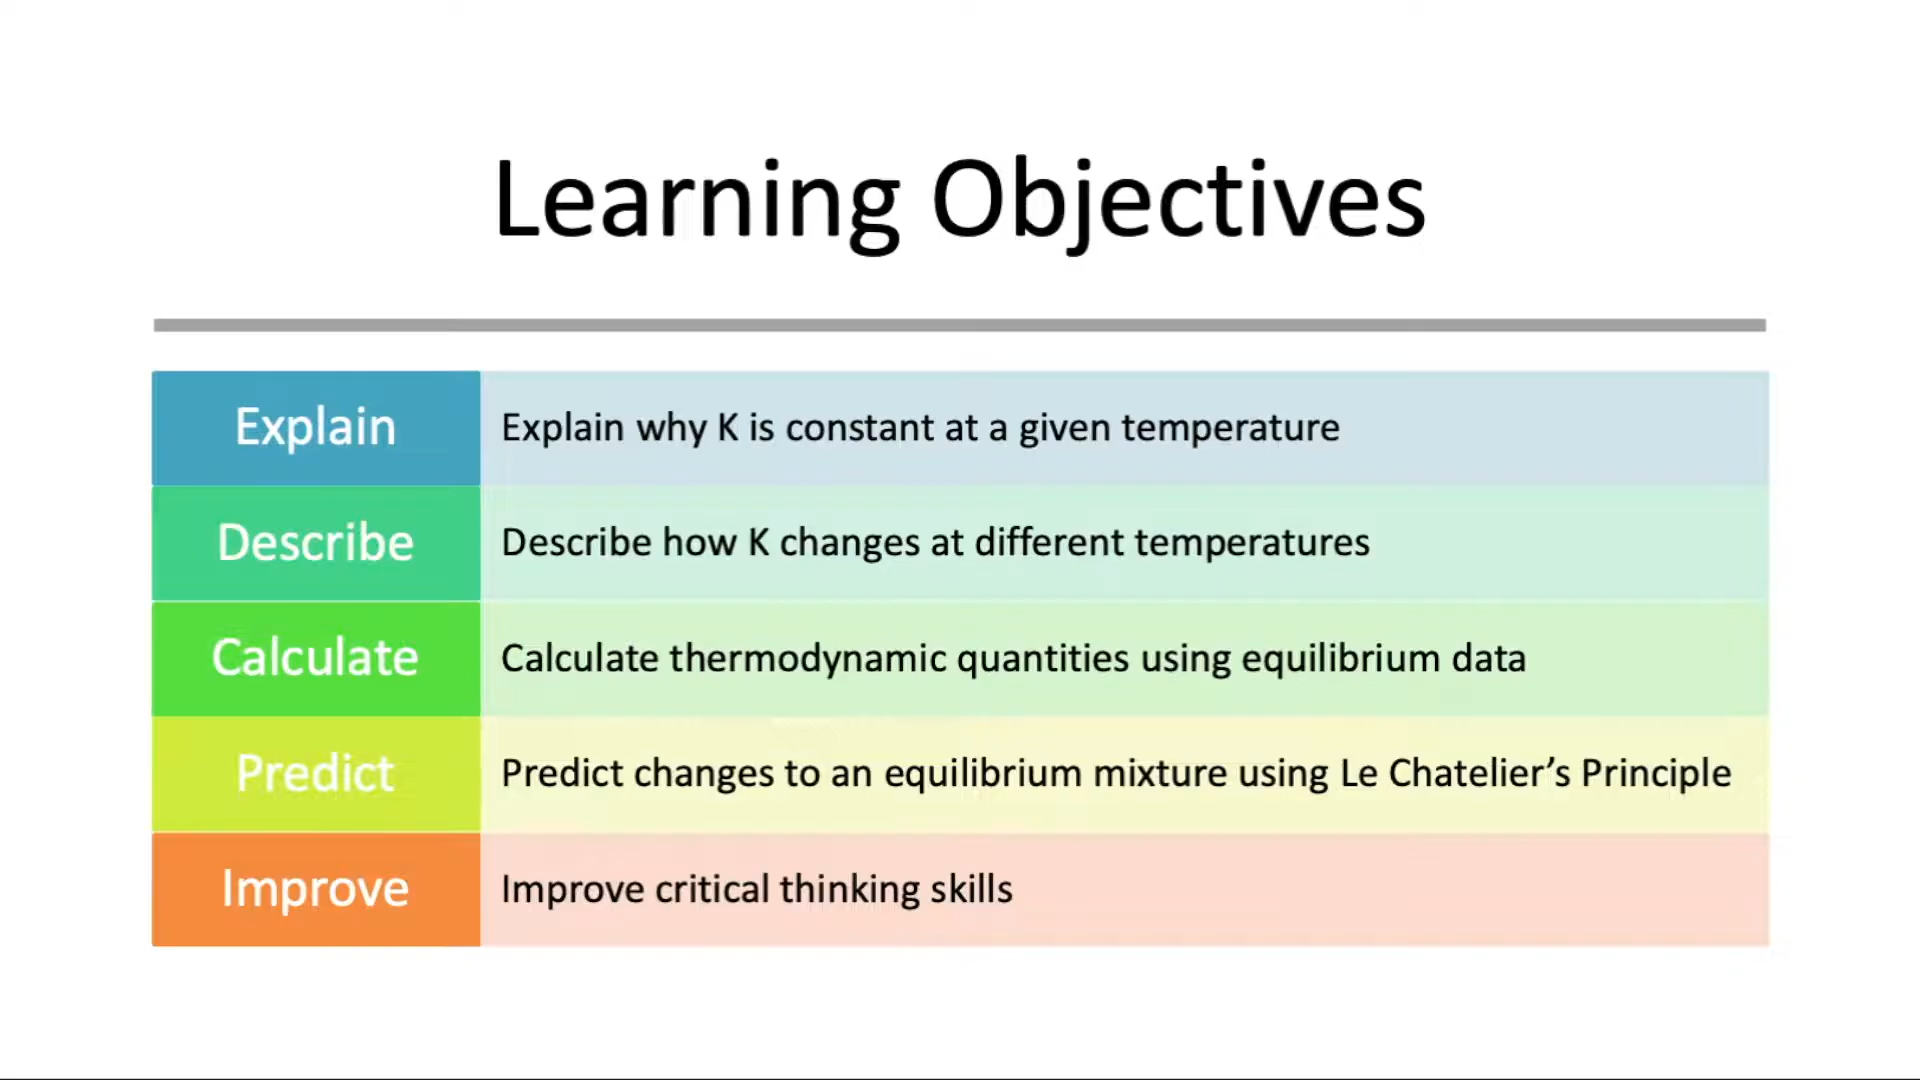 Learning Objectives
Explain
Explain why K is constant at a given temperature
Describe
Describe how K changes at different temperatures
Calculate
Calculate thermodynamic quantities using equilibrium data
Predict
Predict changes to an equilibrium mixture using Le Chatelier’s Principle
Improve
Improve critical thinking skills